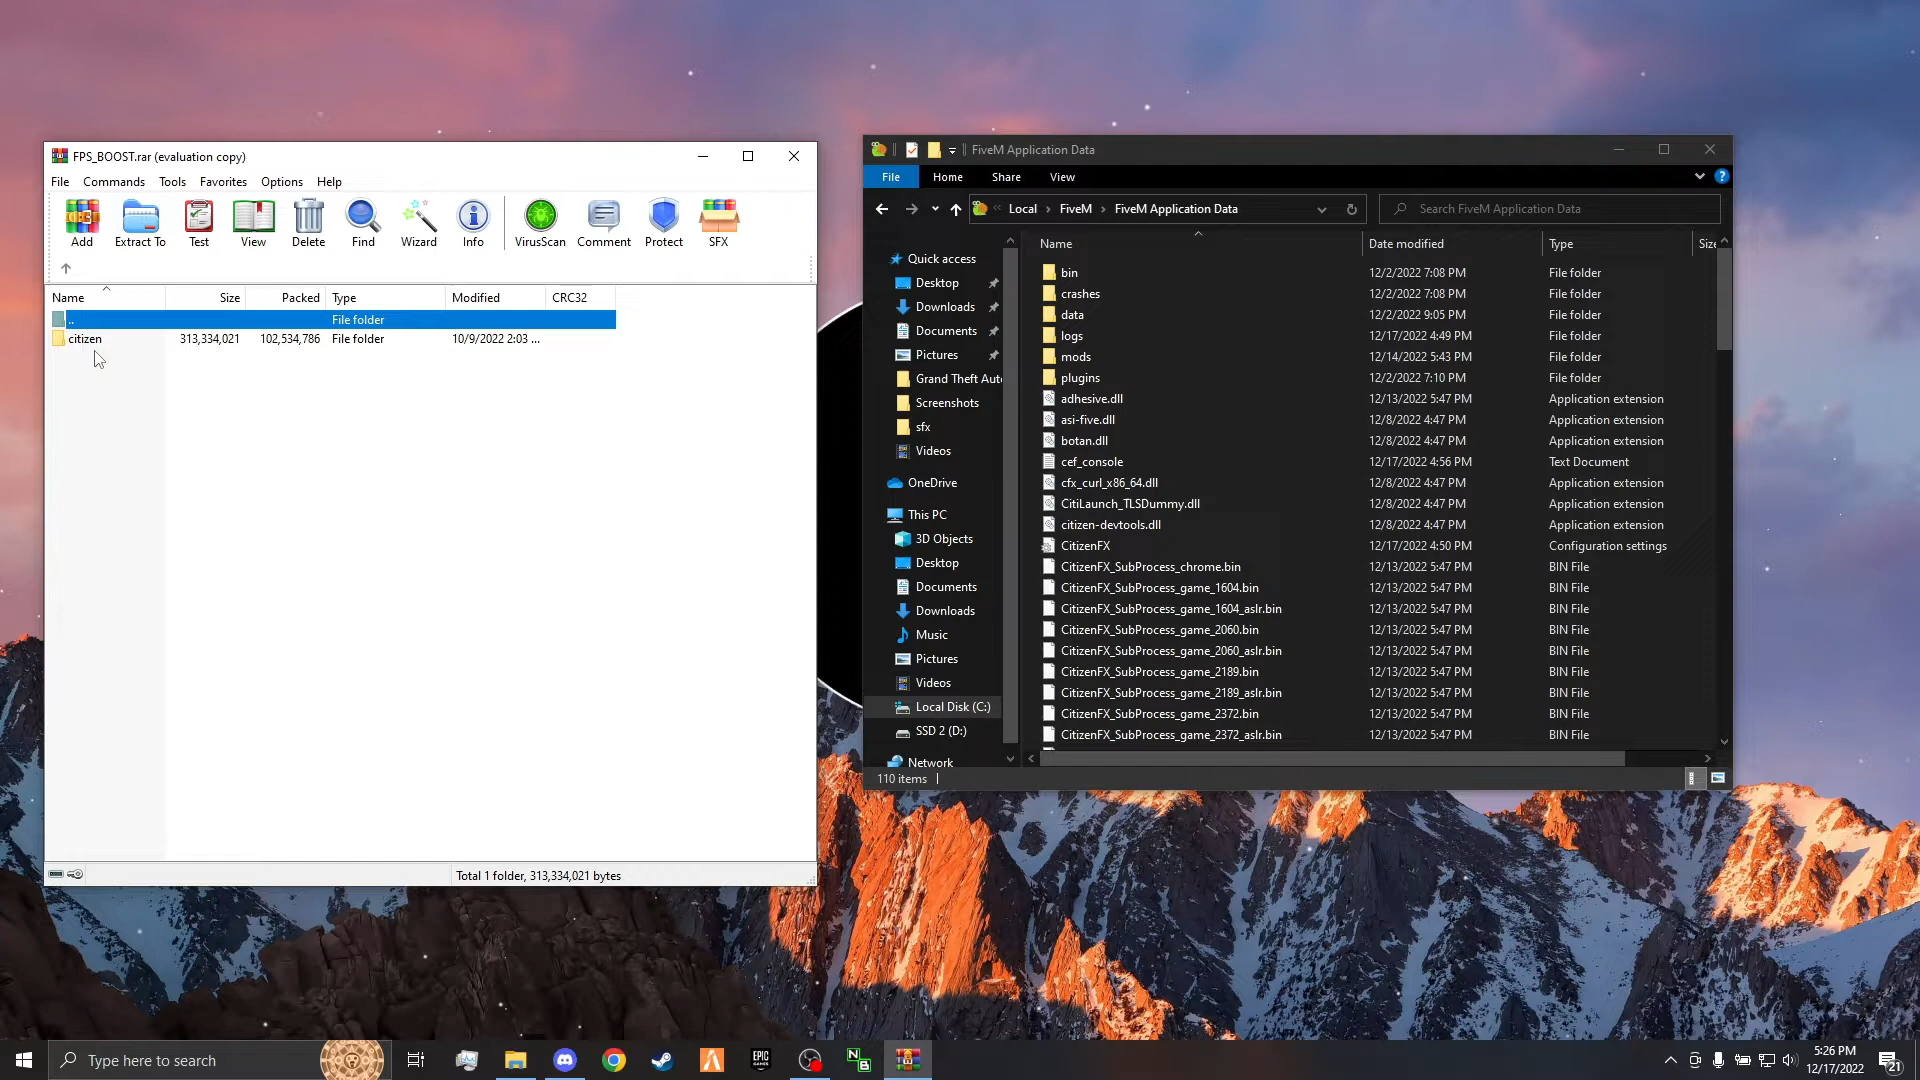 FPS_BOOST.rar (evaluation copy)
File Commands Tools Favorites Options Help
Add Extract To Test View Delete Find Wizard Info VirusScan Comment Protect SFX
Name Size Packed Type Modified CRC32
.. File folder
citizen 313,334,021 102,534,786 File folder 10/9/2022 2:03 ...
Total 1 folder, 313,334,021 bytes
FiveM Application Data
File Home Share View
Local FiveM FiveM Application Data
Search FiveM Application Data
Quick access
Desktop
Downloads
Documents
Pictures
Grand Theft Aut
Screenshots
sfx
Videos
OneDrive
This PC
3D Objects
Desktop
Documents
Downloads
Music
Pictures
Videos
Local Disk (C:)
SSD 2 (D:)
Network
Name Date modified Type Size
bin 12/2/2022 7:08 PM File folder
crashes 12/2/2022 7:08 PM File folder
data 12/2/2022 9:05 PM File folder
logs 12/17/2022 4:49 PM File folder
mods 12/14/2022 5:43 PM File folder
plugins 12/2/2022 7:10 PM File folder
adhesive.dll 12/13/2022 5:47 PM Application extension
asi-five.dll 12/8/2022 4:47 PM Application extension
botan.dll 12/8/2022 4:47 PM Application extension
cef_console 12/17/2022 4:56 PM Text Document
cfx_curl_x86_64.dll 12/8/2022 4:47 PM Application extension
CitiLaunch_TLSDummy.dll 12/8/2022 4:47 PM Application extension
citizen-devtools.dll 12/8/2022 4:47 PM Application extension
CitizenFX 12/17/2022 4:50 PM Configuration settings
CitizenFX_SubProcess_chrome.bin 12/13/2022 5:47 PM BIN File
CitizenFX_SubProcess_game_1604.bin 12/13/2022 5:47 PM BIN File
CitizenFX_SubProcess_game_1604_aslr.bin 12/13/2022 5:47 PM BIN File
CitizenFX_SubProcess_game_2060.bin 12/13/2022 5:47 PM BIN File
CitizenFX_SubProcess_game_2060_aslr.bin 12/13/2022 5:47 PM BIN File
CitizenFX_SubProcess_game_2189.bin 12/13/2022 5:47 PM BIN File
CitizenFX_SubProcess_game_2189_aslr.bin 12/13/2022 5:47 PM BIN File
CitizenFX_SubProcess_game_2372.bin 12/13/2022 5:47 PM BIN File
CitizenFX_SubProcess_game_2372_aslr.bin 12/13/2022 5:47 PM BIN File
110 items
Type here to search
EPIC GAMES
N B
5:26 PM
12/17/2022
21